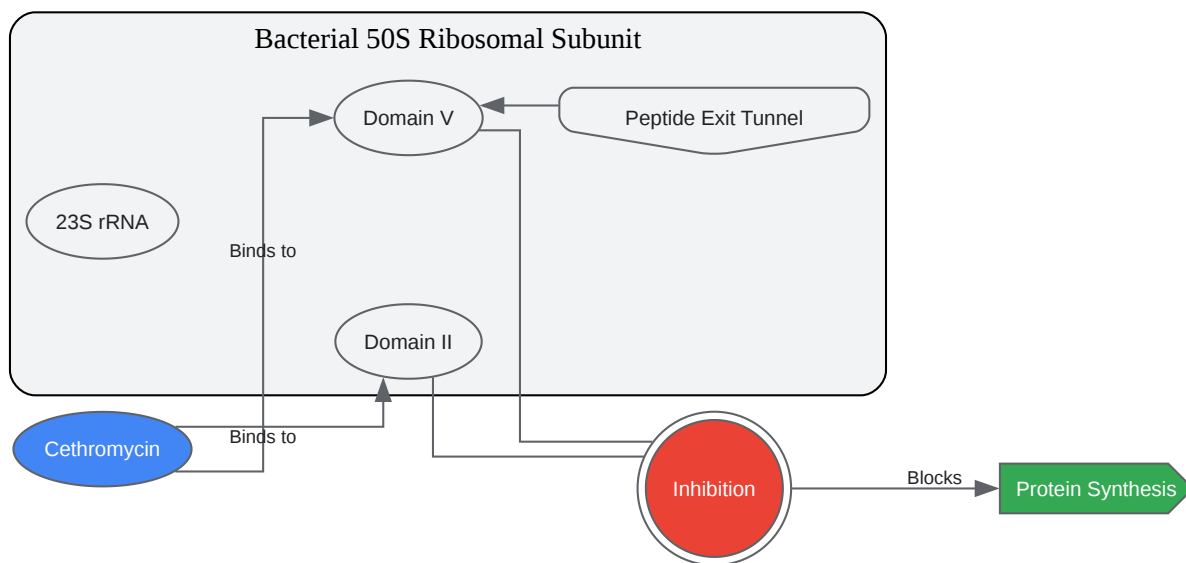 Bacterial 50S Ribosomal Subunit
Domain V
Peptide Exit Tunnel
23S rRNA
Binds to
Domain II
Binds to
Cethromycin
Inhibition
Blocks
Protein Synthesis